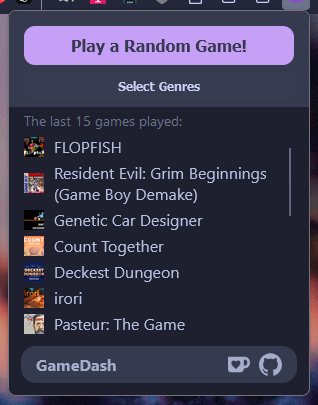 Play a Random Game!
Select Genres
The last 15 games played:
FLOPFISH
Resident Evil: Grim Beginnings
(Game Boy Demake)
Genetic Car Designer
Count Together
Deckest Dungeon
irori
Pasteur: The Game
GameDash